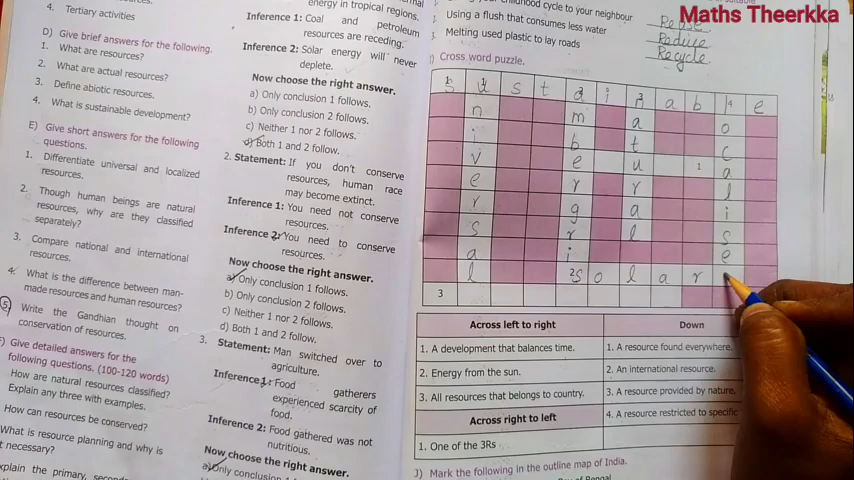 Maths Theerkka
4. Tertiary activities
D) Give brief answers for the following.
1. What are resources?
2. What are actual resources?
3. Define abiotic resources.
4. What is sustainable development?
E) Give short answers for the following
questions.
1. Differentiate universal and localized
resources.
2. Though human beings are natural
resources, why are they classified
separately?
3. Compare national and international
resources.
4. What is the difference between man-
made resources and human resources?
5 Write the Gandhian thought on
conservation of resources.
) Give detailed answers for the
following questions. (100-120 words)
How are natural resources classified?
Explain any three with examples.
How can resources be conserved?
What is resource planning and why is
t necessary?
xplain the primary,
energy in tropical regions.
Inference 1: Coal and petroleum
resources are receding.
Inference 2: Solar energy will never
deplete.
Now choose the right answer.
a) Only conclusion 1 follows.
b) Only conclusion 2 follows.
c) Neither 1 nor 2 follows.
d) Both 1 and 2 follow.
2. Statement: If you don't conserve
resources, human race
may become extinct.
Inference 1: You need not conserve
resources.
Inference 2: You need to conserve
resources.
Now choose the right answer.
a) Only conclusion 1 follows.
b) Only conclusion 2 follows.
c) Neither 1 nor 2 follows.
d) Both 1 and 2 follow.
3. Statement: Man switched over to
agriculture.
Inference 1: Food gatherers
experienced scarcity of
food.
Inference 2: Food gathered was not
nutritious.
Now choose the right answer.
a) Only conclusion 1
childhood cycle to your neighbour Reuse
Using a flush that consumes less water Reduce
3. Melting used plastic to lay roads Recycle
) Cross word puzzle.
1 S u s t a i n a b l 4 e
n m a o
i b t c
v e u 1 a
e r r l
r g a i
s r l s
a i e
l 2 S o l a r
3
Across left to right Down
1. A development that balances time. 1. A resource found everywhere.
2. Energy from the sun. 2. An international resource.
3. All resources that belongs to country. 3. A resource provided by nature.
Across right to left 4. A resource restricted to specific
1. One of the 3Rs
J) Mark the following in the outline map of India.